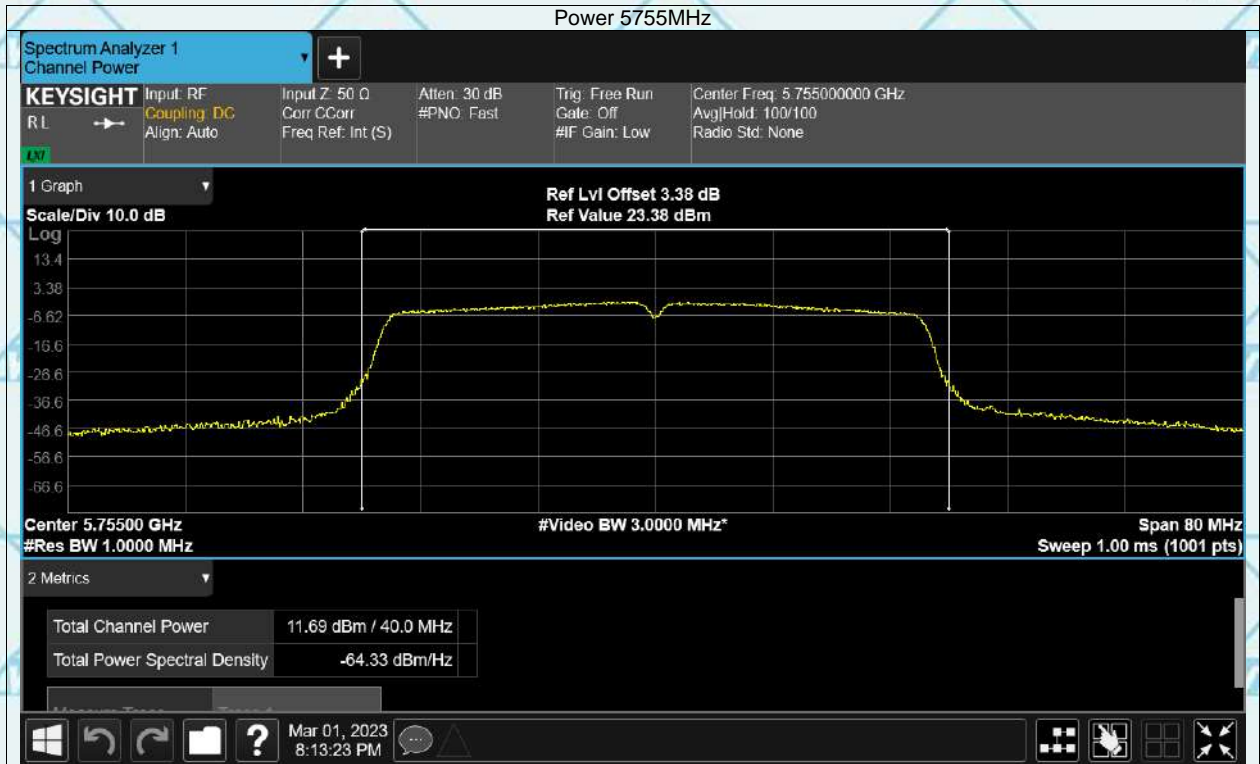 Power 5755MHz
Spectrum Analyzer 1
Channel Power
+
KEYSIGHT
RL
LXI
Input: RF
Coupling: DC
Align: Auto
Input Z: 50 Ω
Corr CCorr
Freq Ref: Int (S)
Atten: 30 dB
#PNO: Fast
Trig: Free Run
Gate: Off
#IF Gain: Low
Center Freq: 5.755000000 GHz
Avg|Hold: 100/100
Radio Std: None
1 Graph
Scale/Div 10.0 dB
Ref Lvl Offset 3.38 dB
Ref Value 23.38 dBm
Log
13.4
3.38
-6.62
-16.6
-26.6
-36.6
-46.6
-56.6
-66.6
Center 5.75500 GHz
#Res BW 1.0000 MHz
#Video BW 3.0000 MHz*
Span 80 MHz
Sweep 1.00 ms (1001 pts)
2 Metrics
Total Channel Power 11.69 dBm / 40.0 MHz
Total Power Spectral Density -64.33 dBm/Hz
?
Mar 01, 2023
8:13:23 PM